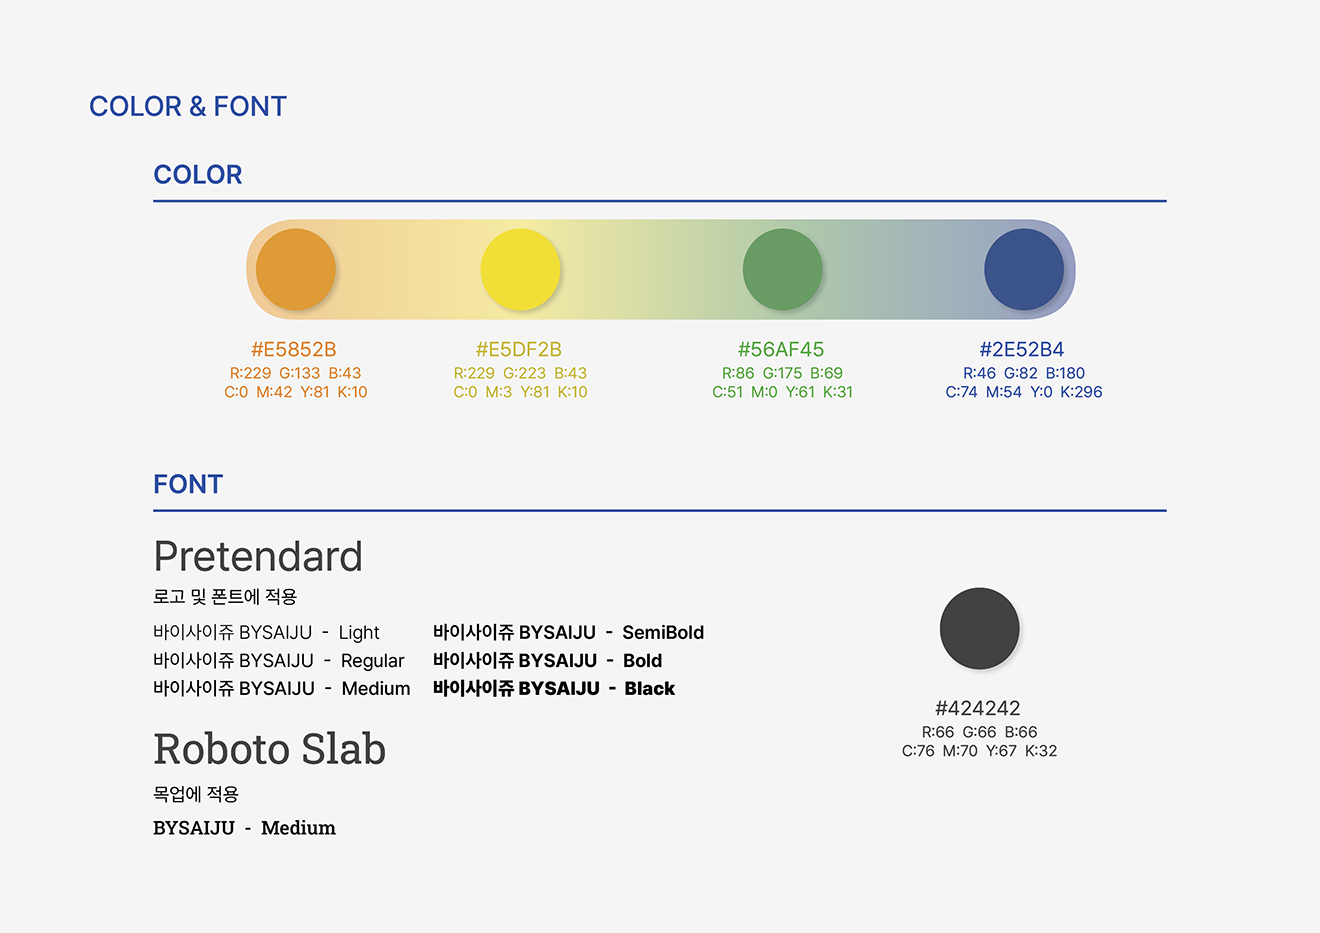 COLOR & FONT
COLOR
#E5852B
R:229 G:133 B:43
C:0 M:42 Y:81 K:10
#E5DF2B
R:229 G:223 B:43
C:0 M:3 Y:81 K:10
#56AF45
R:86 G:175 B:69
C:51 M:0 Y:61 K:31
#2E52B4
R:46 G:82 B:180
C:74 M:54 Y:0 K:296
FONT
Pretendard
로고 및 폰트에 적용
바이사이쥬 BYSAIJU - Light
바이사이쥬 BYSAIJU - Regular
바이사이쥬 BYSAIJU - Medium
바이사이쥬 BYSAIJU - SemiBold
바이사이쥬 BYSAIJU - Bold
바이사이쥬 BYSAIJU - Black
Roboto Slab
목업에 적용
BYSAIJU - Medium
#424242
R:66 G:66 B:66
C:76 M:70 Y:67 K:32